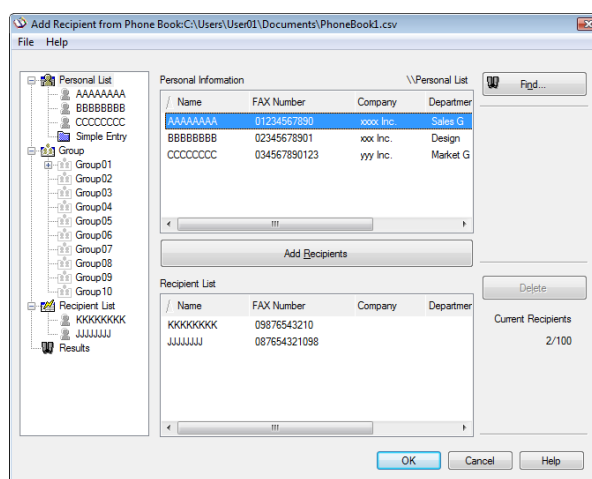 Add Recipient from Phone Book:C:\Users\User01\Documents\PhoneBook1.csv
File Help
Personal List
AAAAAAAA
BBBBBBBB
CCCCCCCC
Simple Entry
Group
Group01
Group02
Group03
Group04
Group05
Group06
Group07
Group08
Group09
Group10
Recipient List
KKKKKKKK
JJJJJJJJ
Results
Personal Information \\Personal List
/ Name FAX Number Company Departmer
AAAAAAAA 01234567890 xxxx Inc. Sales G
BBBBBBBB 02345678901 xxx Inc. Design
CCCCCCCC 034567890123 yyy Inc. Market G
Add Recipients
Recipient List
/ Name FAX Number Company Departmer
KKKKKKKK 09876543210
JJJJJJJJ 087654321098
Find...
Delete
Current Recipients
2/100
OK Cancel Help